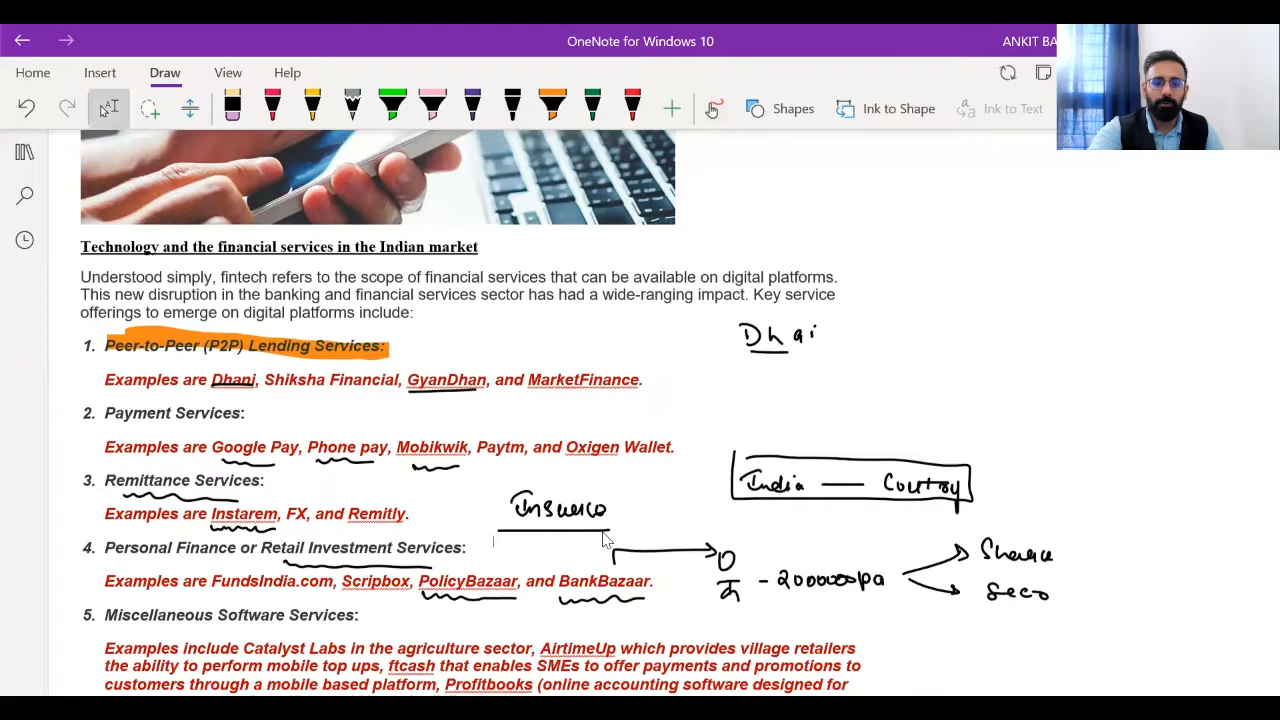 OneNote for Windows 10
ANKIT BA
Home Insert Draw View Help
Shapes Ink to Shape Ink to Text
Technology and the financial services in the Indian market
Understood simply, fintech refers to the scope of financial services that can be available on digital platforms.
This new disruption in the banking and financial services sector has had a wide-ranging impact. Key service
offerings to emerge on digital platforms include:
Dhai
1. Peer-to-Peer (P2P) Lending Services:
Examples are Dhani, Shiksha Financial, GyanDhan, and MarketFinance.
2. Payment Services:
Examples are Google Pay, Phone pay, Mobikwik, Paytm, and Oxigen Wallet.
3. Remittance Services:
India — Country
Examples are Instarem, FX, and Remitly.
4. Personal Finance or Retail Investment Services:
Examples are FundsIndia.com, Scripbox, PolicyBazaar, and BankBazaar.
5. Miscellaneous Software Services:
Examples include Catalyst Labs in the agriculture sector, AirtimeUp which provides village retailers
the ability to perform mobile top ups, ftcash that enables SMEs to offer payments and promotions to
customers through a mobile based platform, Profitbooks (online accounting software designed for